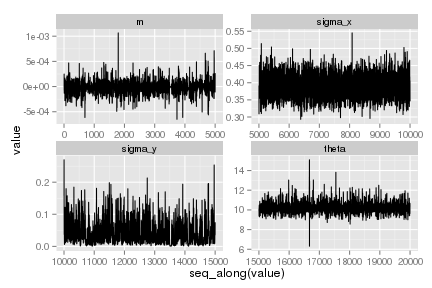 m sigma_x
1e-03
5e-04
0e+00
-5e-04
0.55
0.50
0.45
0.40
0.35
0.30
0 1000 2000 3000 4000 5000
5000 6000 7000 8000 9000 10000
value
sigma_y theta
0.2
0.1
0.0
14
12
10
8
6
10000 11000 12000 13000 14000 15000
15000 16000 17000 18000 19000 20000
seq_along(value)